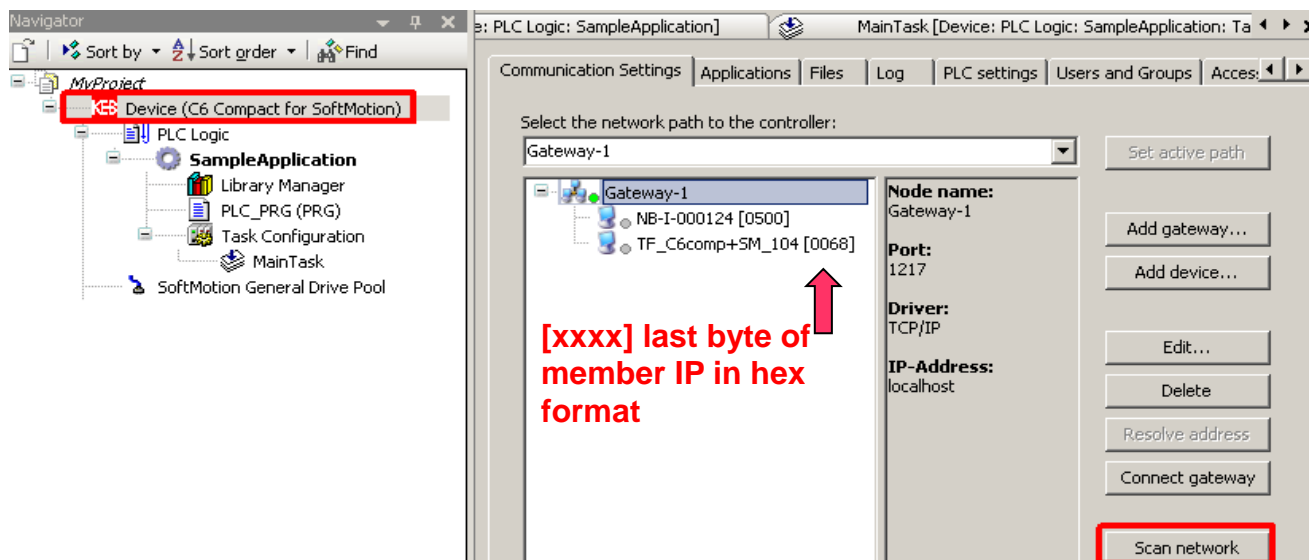 Navigator
Sort by
Sort order
Find
MyProject
KEB Device (C6 Compact for SoftMotion)
PLC Logic
SampleApplication
Library Manager
PLC_PRG (PRG)
Task Configuration
MainTask
SoftMotion General Drive Pool
e: PLC Logic: SampleApplication]
MainTask [Device: PLC Logic: SampleApplication: Ta
Communication Settings
Applications
Files
Log
PLC settings
Users and Groups
Access
Select the network path to the controller:
Gateway-1
Set active path
Gateway-1
NB-I-000124 [0500]
TF_C6comp+SM_104 [0068]
[xxxx] last byte of
member IP in hex
format
Node name:
Gateway-1
Port:
1217
Driver:
TCP/IP
IP-Address:
localhost
Add gateway...
Add device...
Edit...
Delete
Resolve address
Connect gateway
Scan network